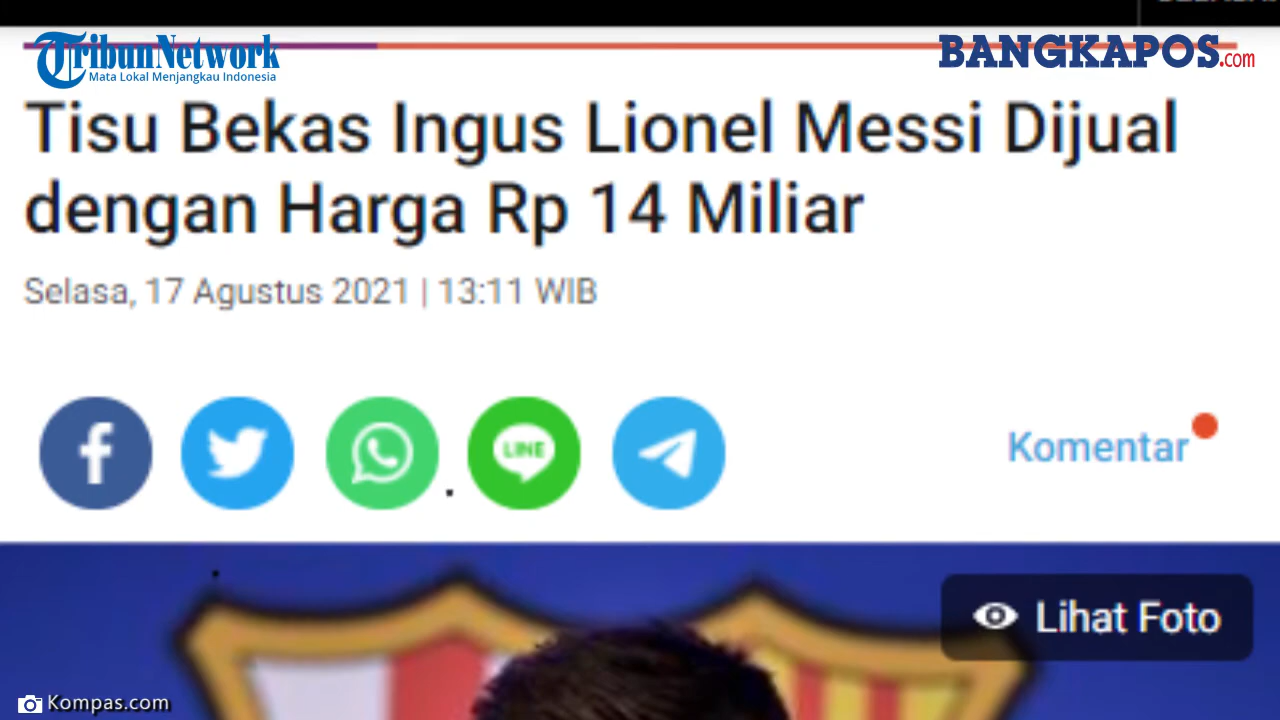 TribunNetwork
Mata Lokal Menjangkau Indonesia
BANGKAPOS.com
Tisu Bekas Ingus Lionel Messi Dijual
dengan Harga Rp 14 Miliar
Selasa, 17 Agustus 2021 | 13:11 WIB
LINE
Komentar
Lihat Foto
Kompas.com